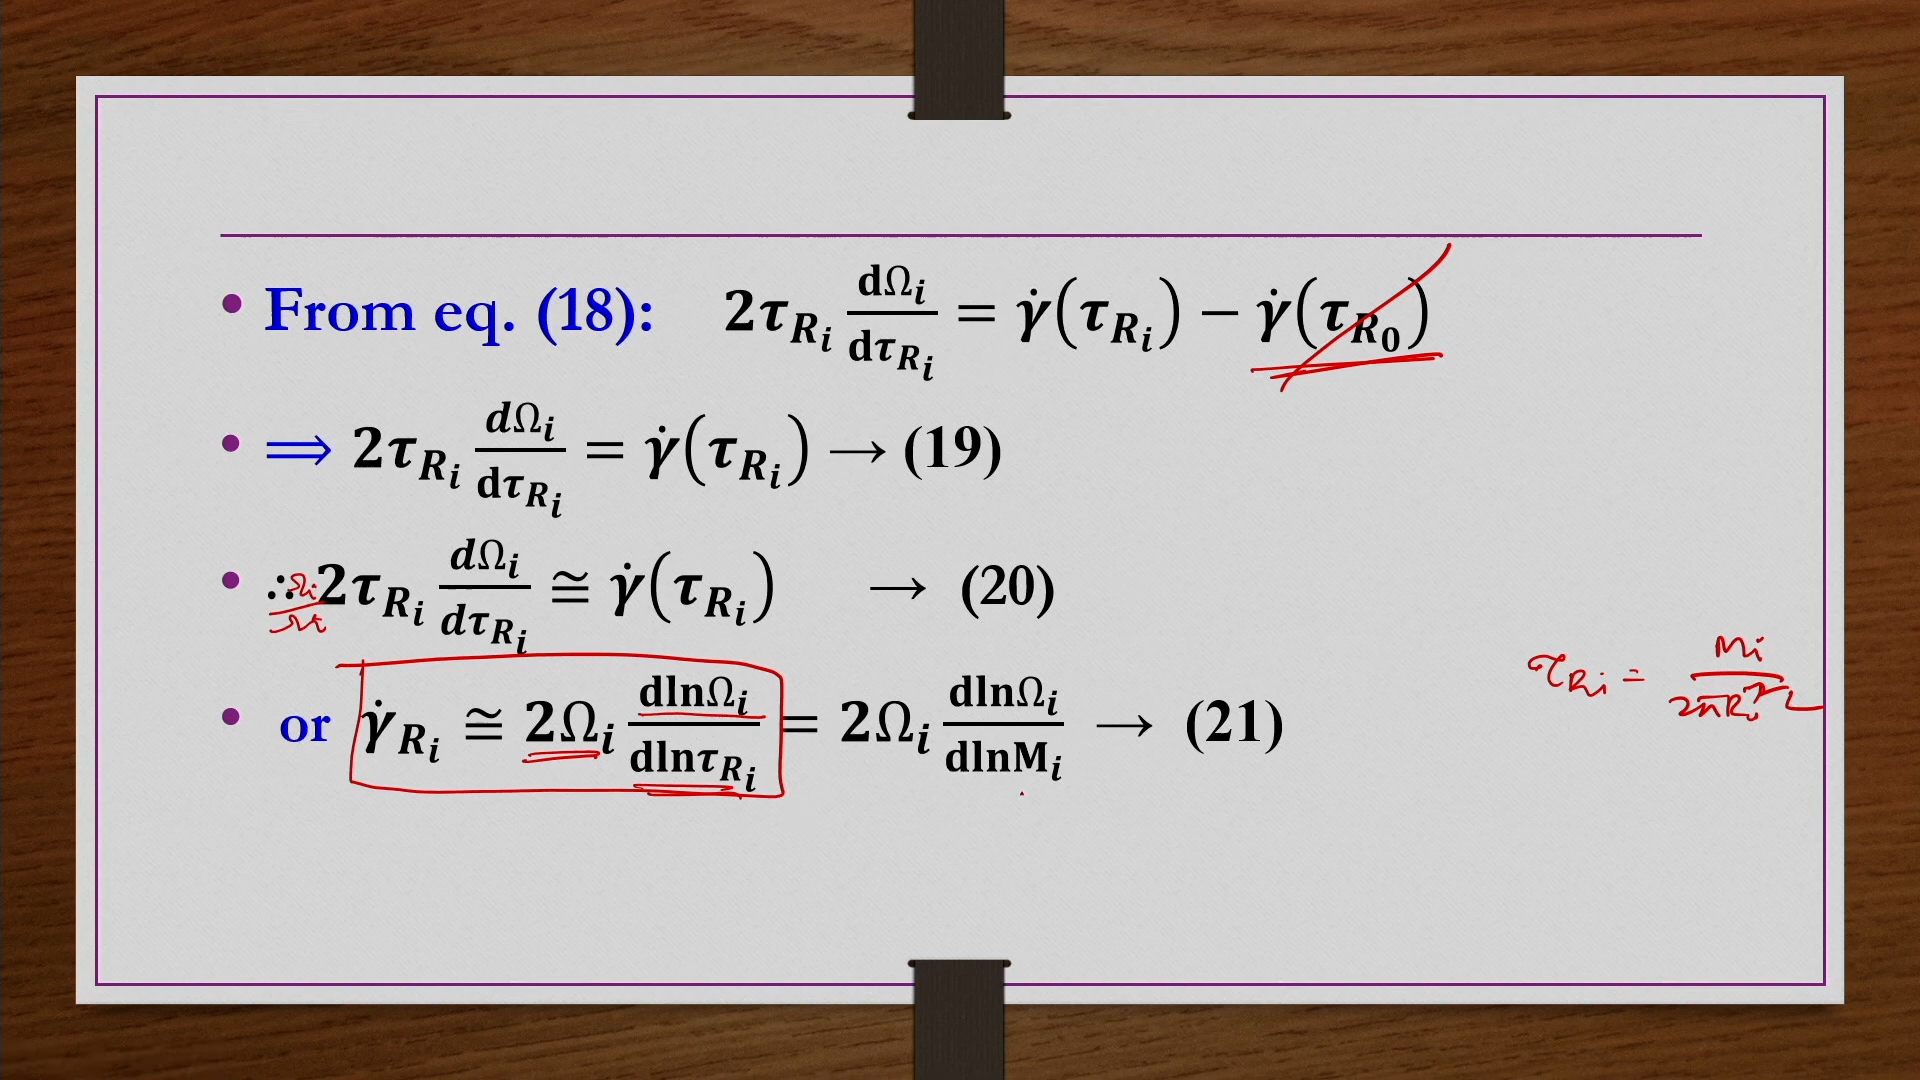 • From eq. (18): 2τ_{R_i} dΩ_i/dτ_{R_i} = γ̇(τ_{R_i}) − γ̇(τ_{R_0})
• ⟹ 2τ_{R_i} dΩ_i/dτ_{R_i} = γ̇(τ_{R_i}) → (19)
• ∴ 2τ_{R_i} dΩ_i/dτ_{R_i} ≅ γ̇(τ_{R_i}) → (20)
τ_{R_i} = M_i/2πR_i²L
• or γ̇_{R_i} ≅ 2Ω_i dlnΩ_i/dlnτ_{R_i} = 2Ω_i dlnΩ_i/dlnM_i → (21)